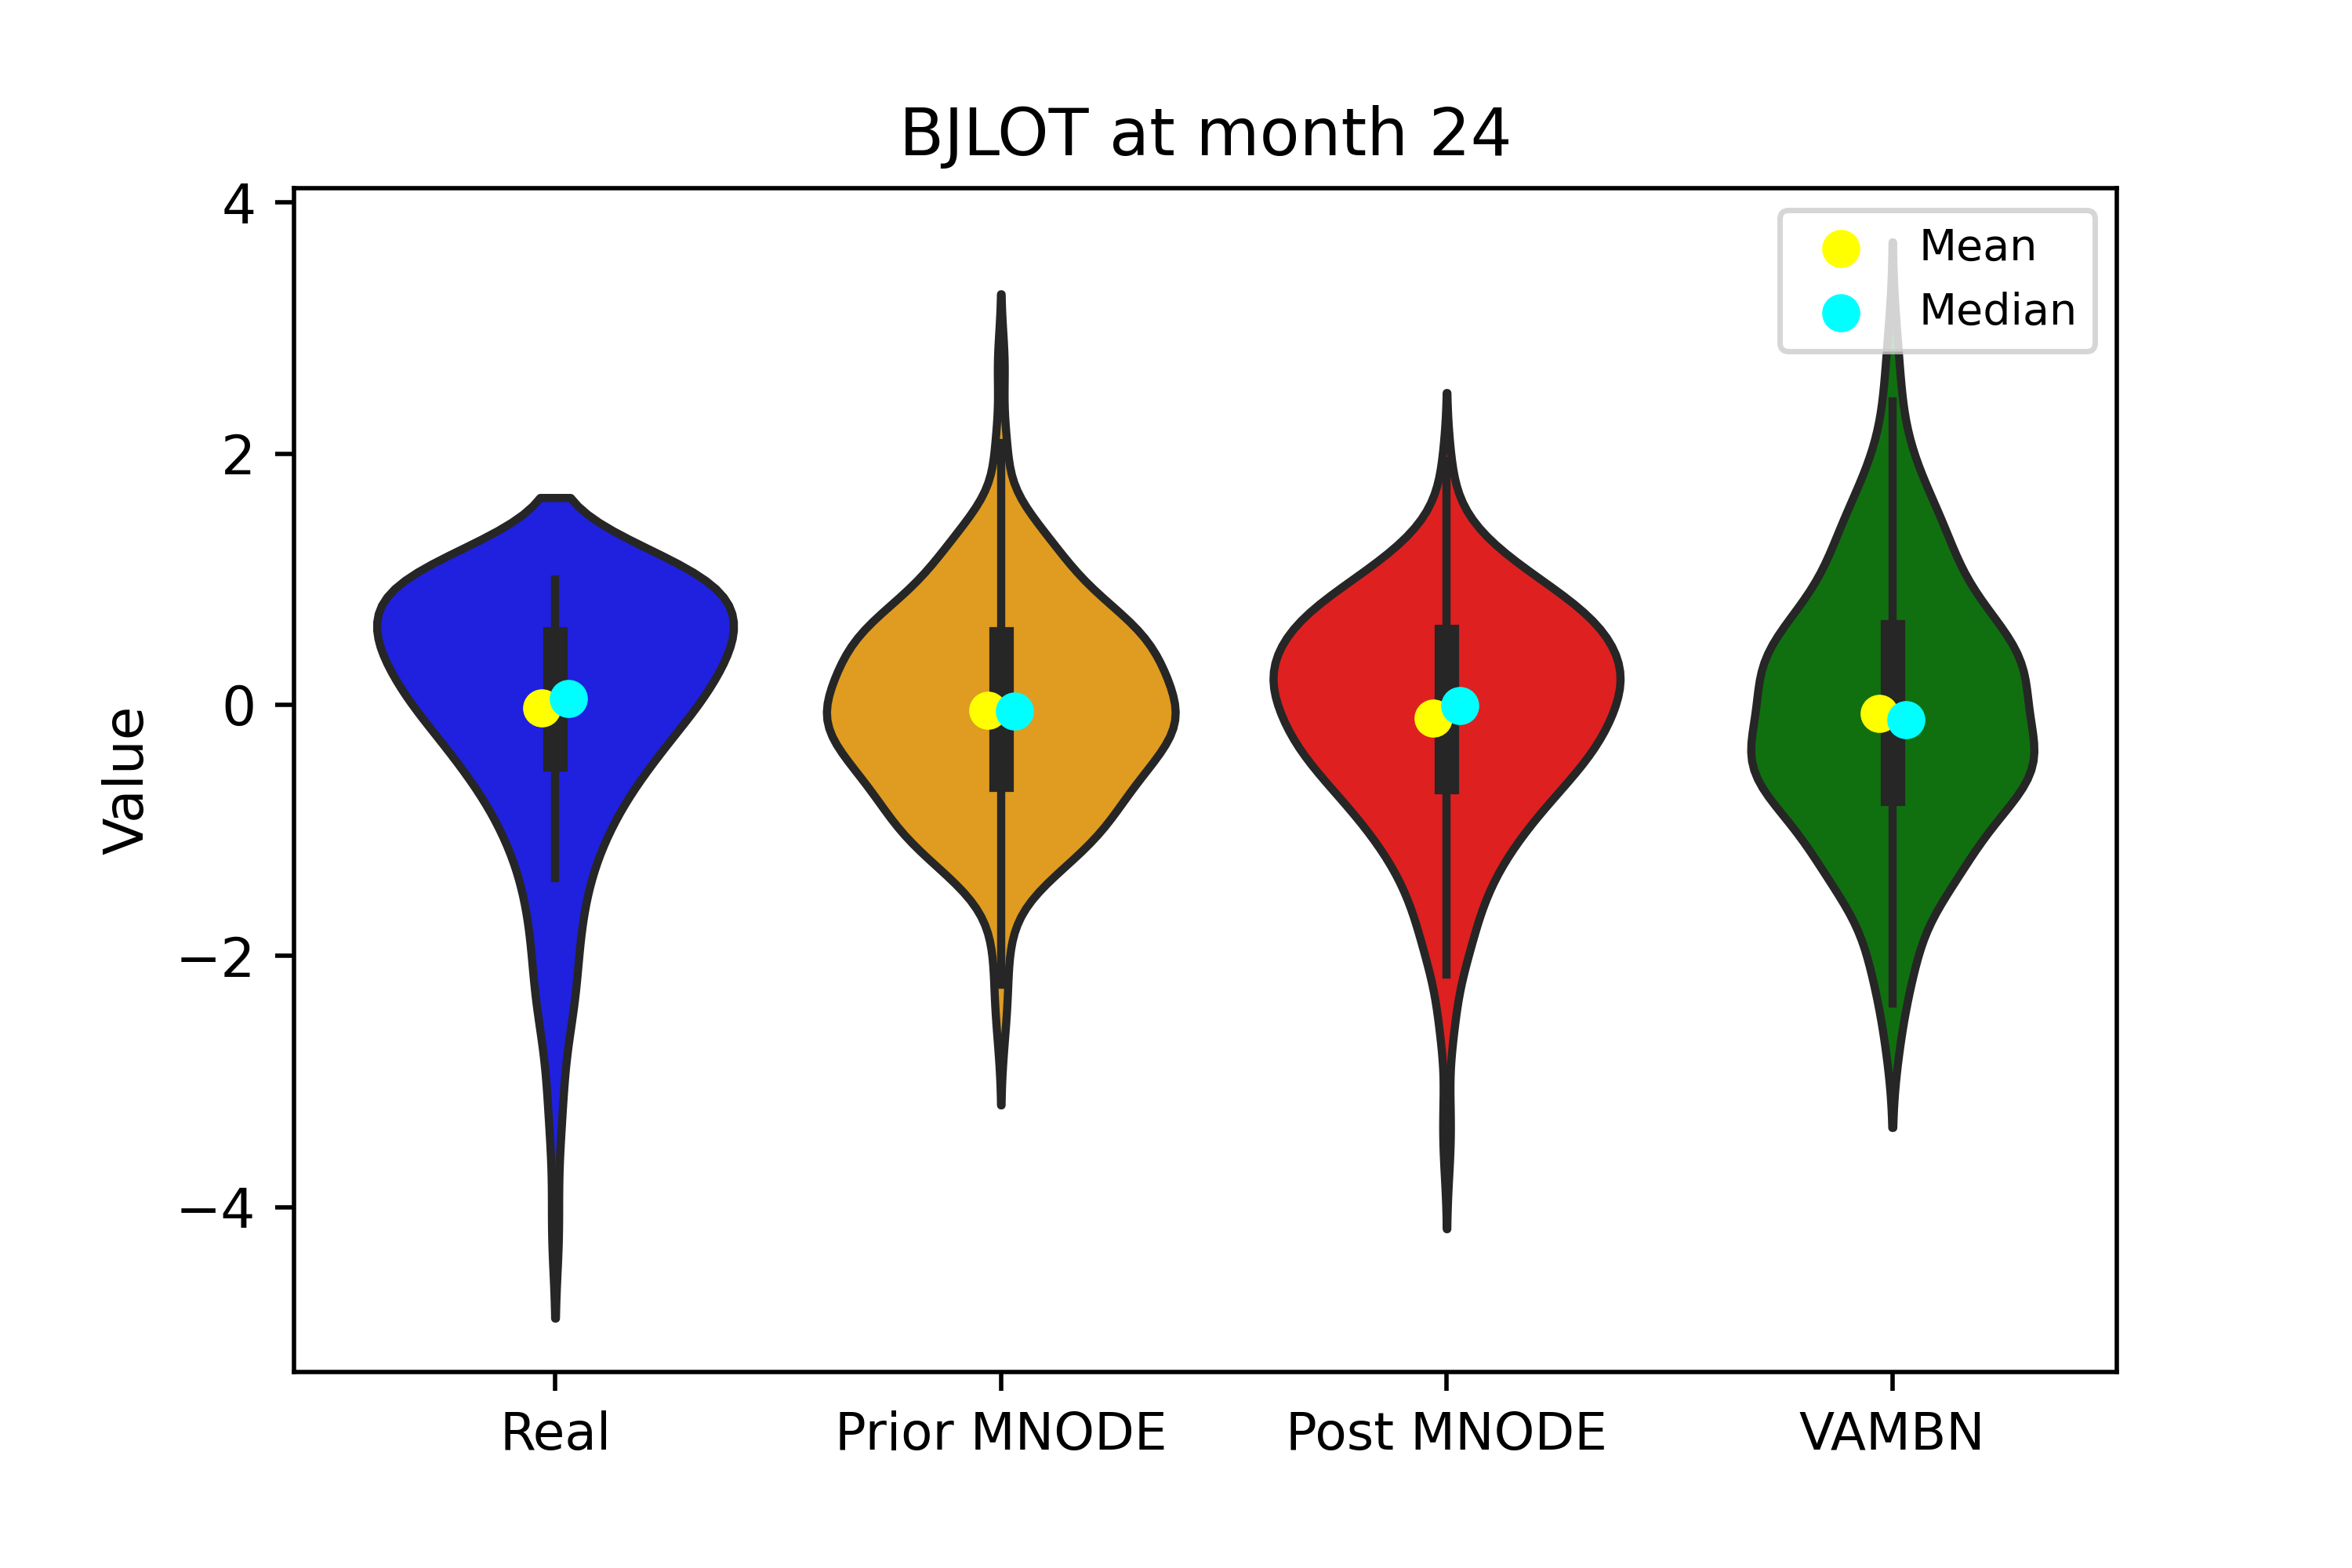 BJLOT at month 24
4
2
0
−2
−4
Value
Mean
Median
Real
Prior MNODE
Post MNODE
VAMBN